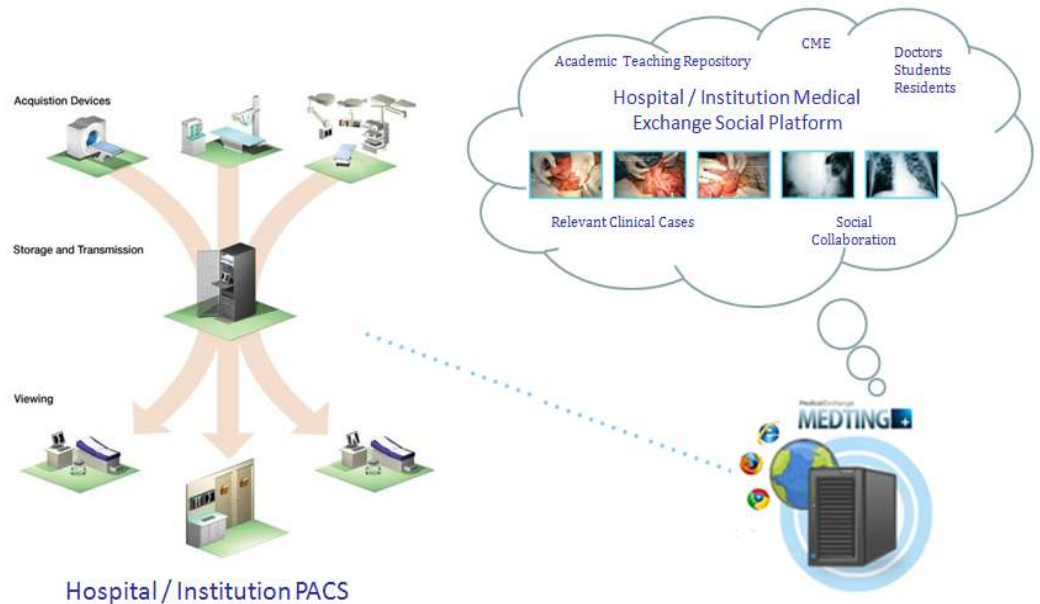 Acquistion Devices
Storage and Transmission
Viewing
Hospital / Institution PACS
CME
Academic Teaching Repository
Doctors
Students
Residents
Hospital / Institution Medical
Exchange Social Platform
Relevant Clinical Cases
Social
Collaboration
MedicalExchange
MEDTING